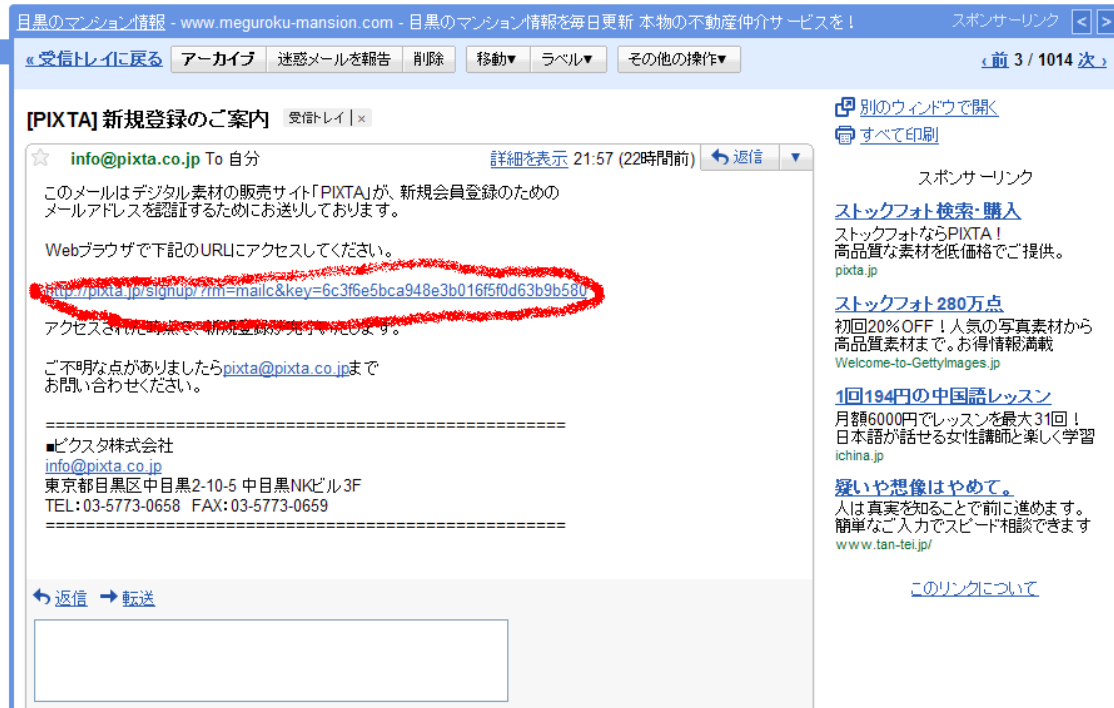 目黒のマンション情報 - www.meguroku-mansion.com - 目黒のマンション情報を毎日更新 本物の不動産仲介サービスを！ スポンサーリンク < >
« 受信トレイに戻る アーカイブ 迷惑メールを報告 削除 移動▼ ラベル▼ その他の操作▼ ‹ 前 3 / 1014 次 ›
[PIXTA] 新規登録のご案内 受信トレイ | ×
info@pixta.co.jp To 自分 詳細を表示 21:57 (22時間前) 返信 ▼
このメールはデジタル素材の販売サイト「PIXTA」が、新規会員登録のための
メールアドレスを認証するためにお送りしております。
Webブラウザで下記のURLにアクセスしてください。
http://pixta.jp/signup/?rm=mailc&key=6c3f6e5bca948e3b016f5f0d63b9b580
アクセスされた時点で、新規登録が完了いたします。
ご不明な点がありましたらpixta@pixta.co.jpまで
お問い合わせください。
====================================================
■ピクスタ株式会社
info@pixta.co.jp
東京都目黒区中目黒2-10-5 中目黒NKビル3F
TEL：03-5773-0658 FAX：03-5773-0659
====================================================
返信 転送
別のウィンドウで開く
すべて印刷
スポンサーリンク
ストックフォト検索・購入
ストックフォトならPIXTA！
高品質な素材を低価格でご提供。
pixta.jp
ストックフォト280万点
初回20%OFF！人気の写真素材から
高品質素材まで。お得情報満載
Welcome-to-GettyImages.jp
1回194円の中国語レッスン
月額6000円でレッスンを最大31回！
日本語が話せる女性講師と楽しく学習
ichina.jp
疑いや想像はやめて。
人は真実を知ることで前に進めます。
簡単なご入力でスピード相談できます
www.tan-tei.jp/
このリンクについて